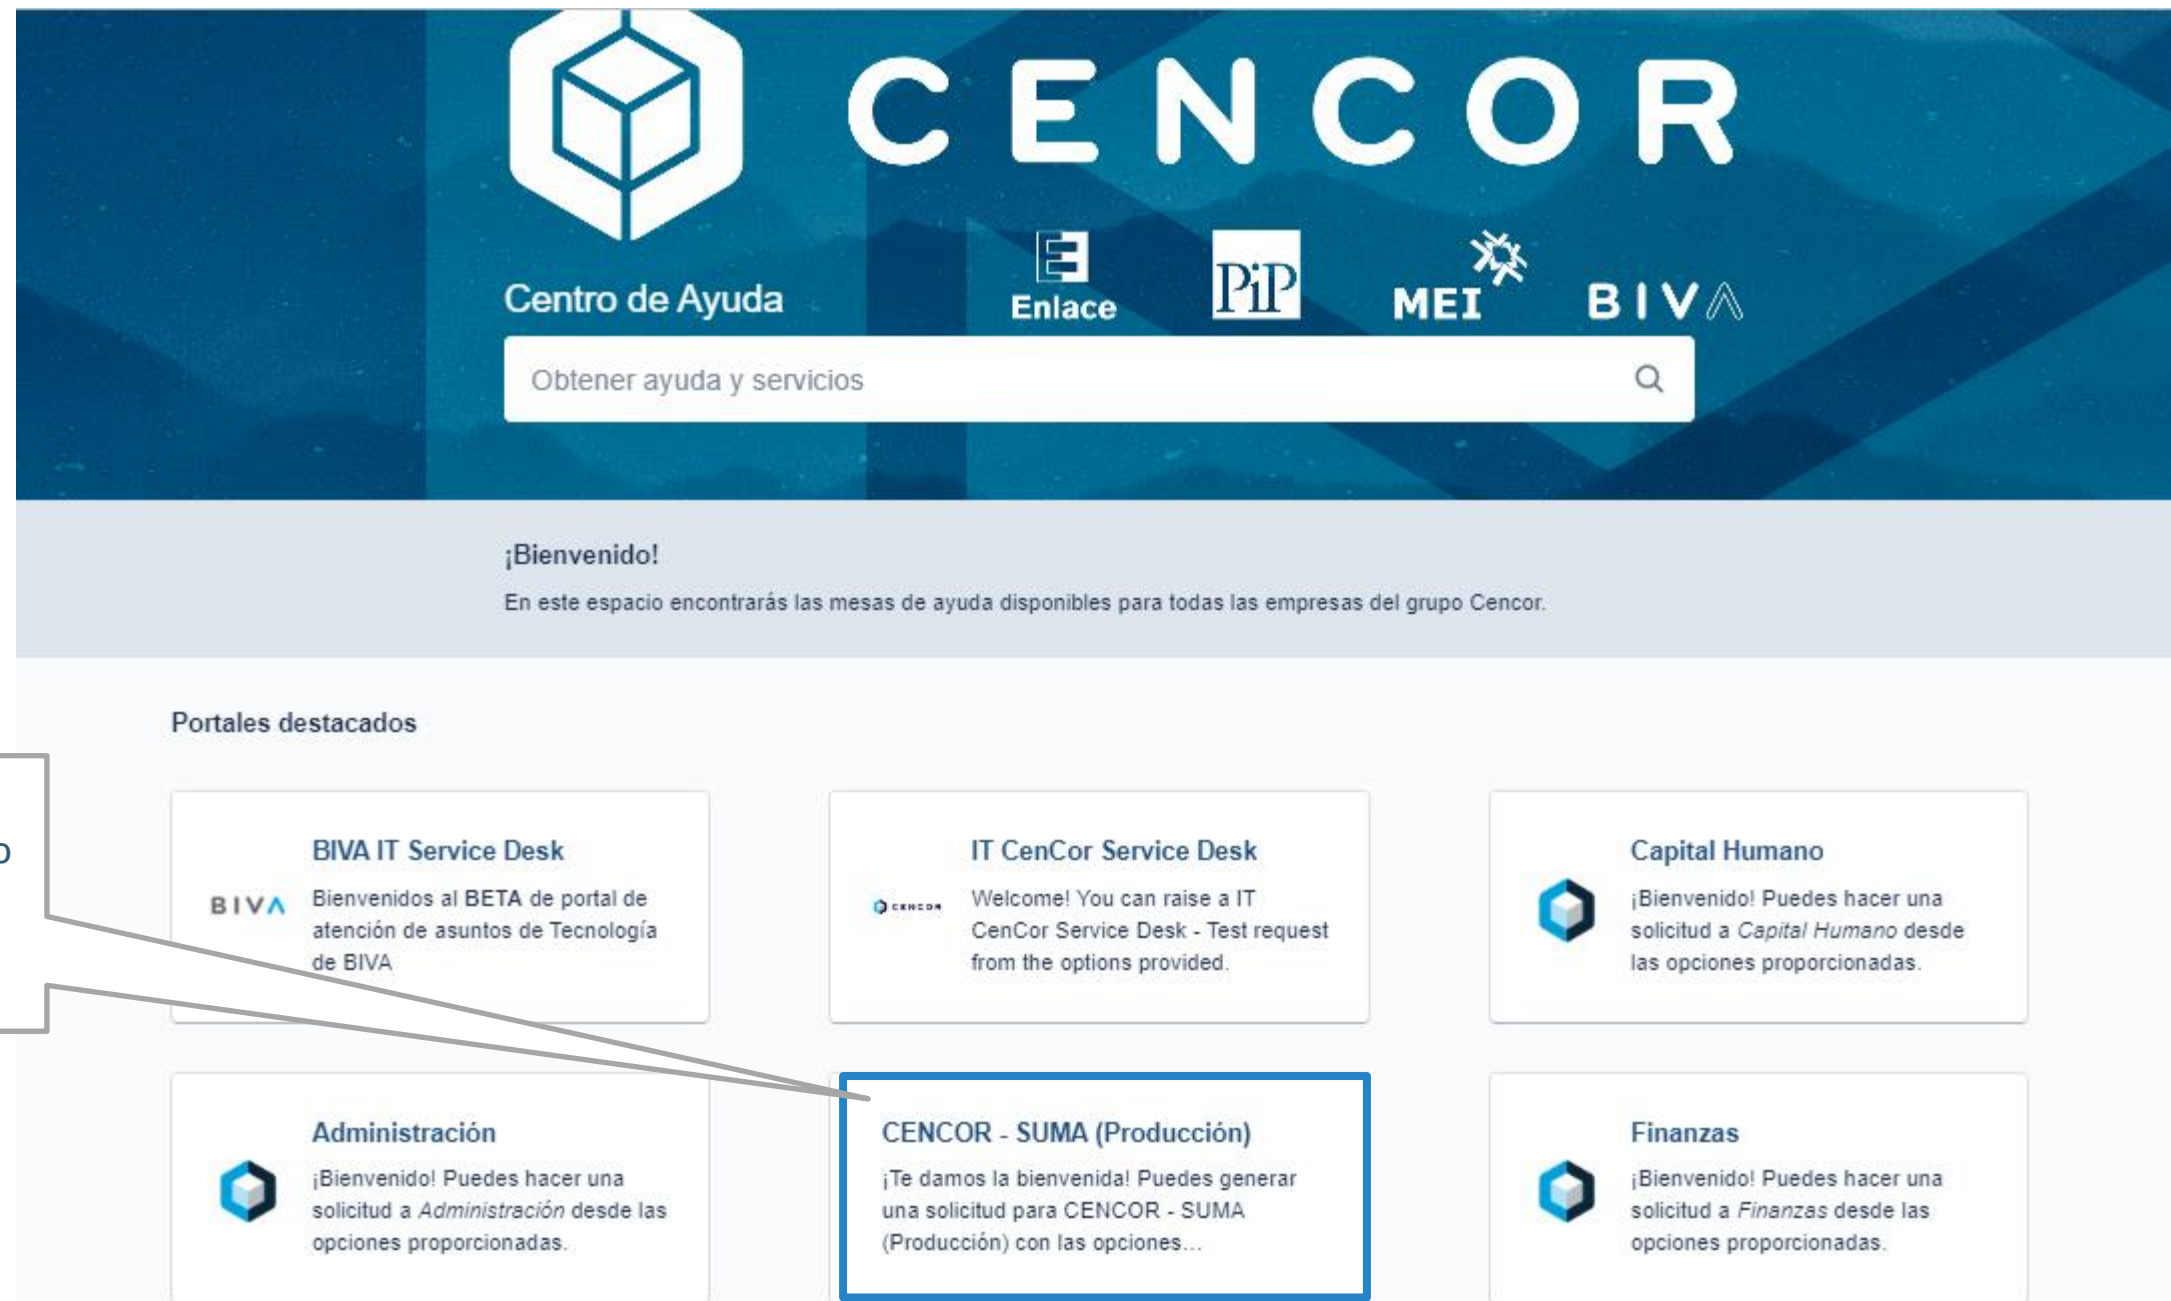 CENCOR
Enlace
PiP
MEI
BIVA
Centro de Ayuda
Obtener ayuda y servicios
¡Bienvenido!
En este espacio encontrarás las mesas de ayuda disponibles para todas las empresas del grupo Cencor.
Portales destacados
BIVA
BIVA IT Service Desk
Bienvenidos al BETA de portal de
atención de asuntos de Tecnología
de BIVA
CENCOR
IT CenCor Service Desk
Welcome! You can raise a IT
CenCor Service Desk - Test request
from the options provided.
Capital Humano
¡Bienvenido! Puedes hacer una
solicitud a Capital Humano desde
las opciones proporcionadas.
Administración
¡Bienvenido! Puedes hacer una
solicitud a Administración desde las
opciones proporcionadas.
CENCOR - SUMA (Producción)
¡Te damos la bienvenida! Puedes generar
una solicitud para CENCOR - SUMA
(Producción) con las opciones...
Finanzas
¡Bienvenido! Puedes hacer una
solicitud a Finanzas desde las
opciones proporcionadas.